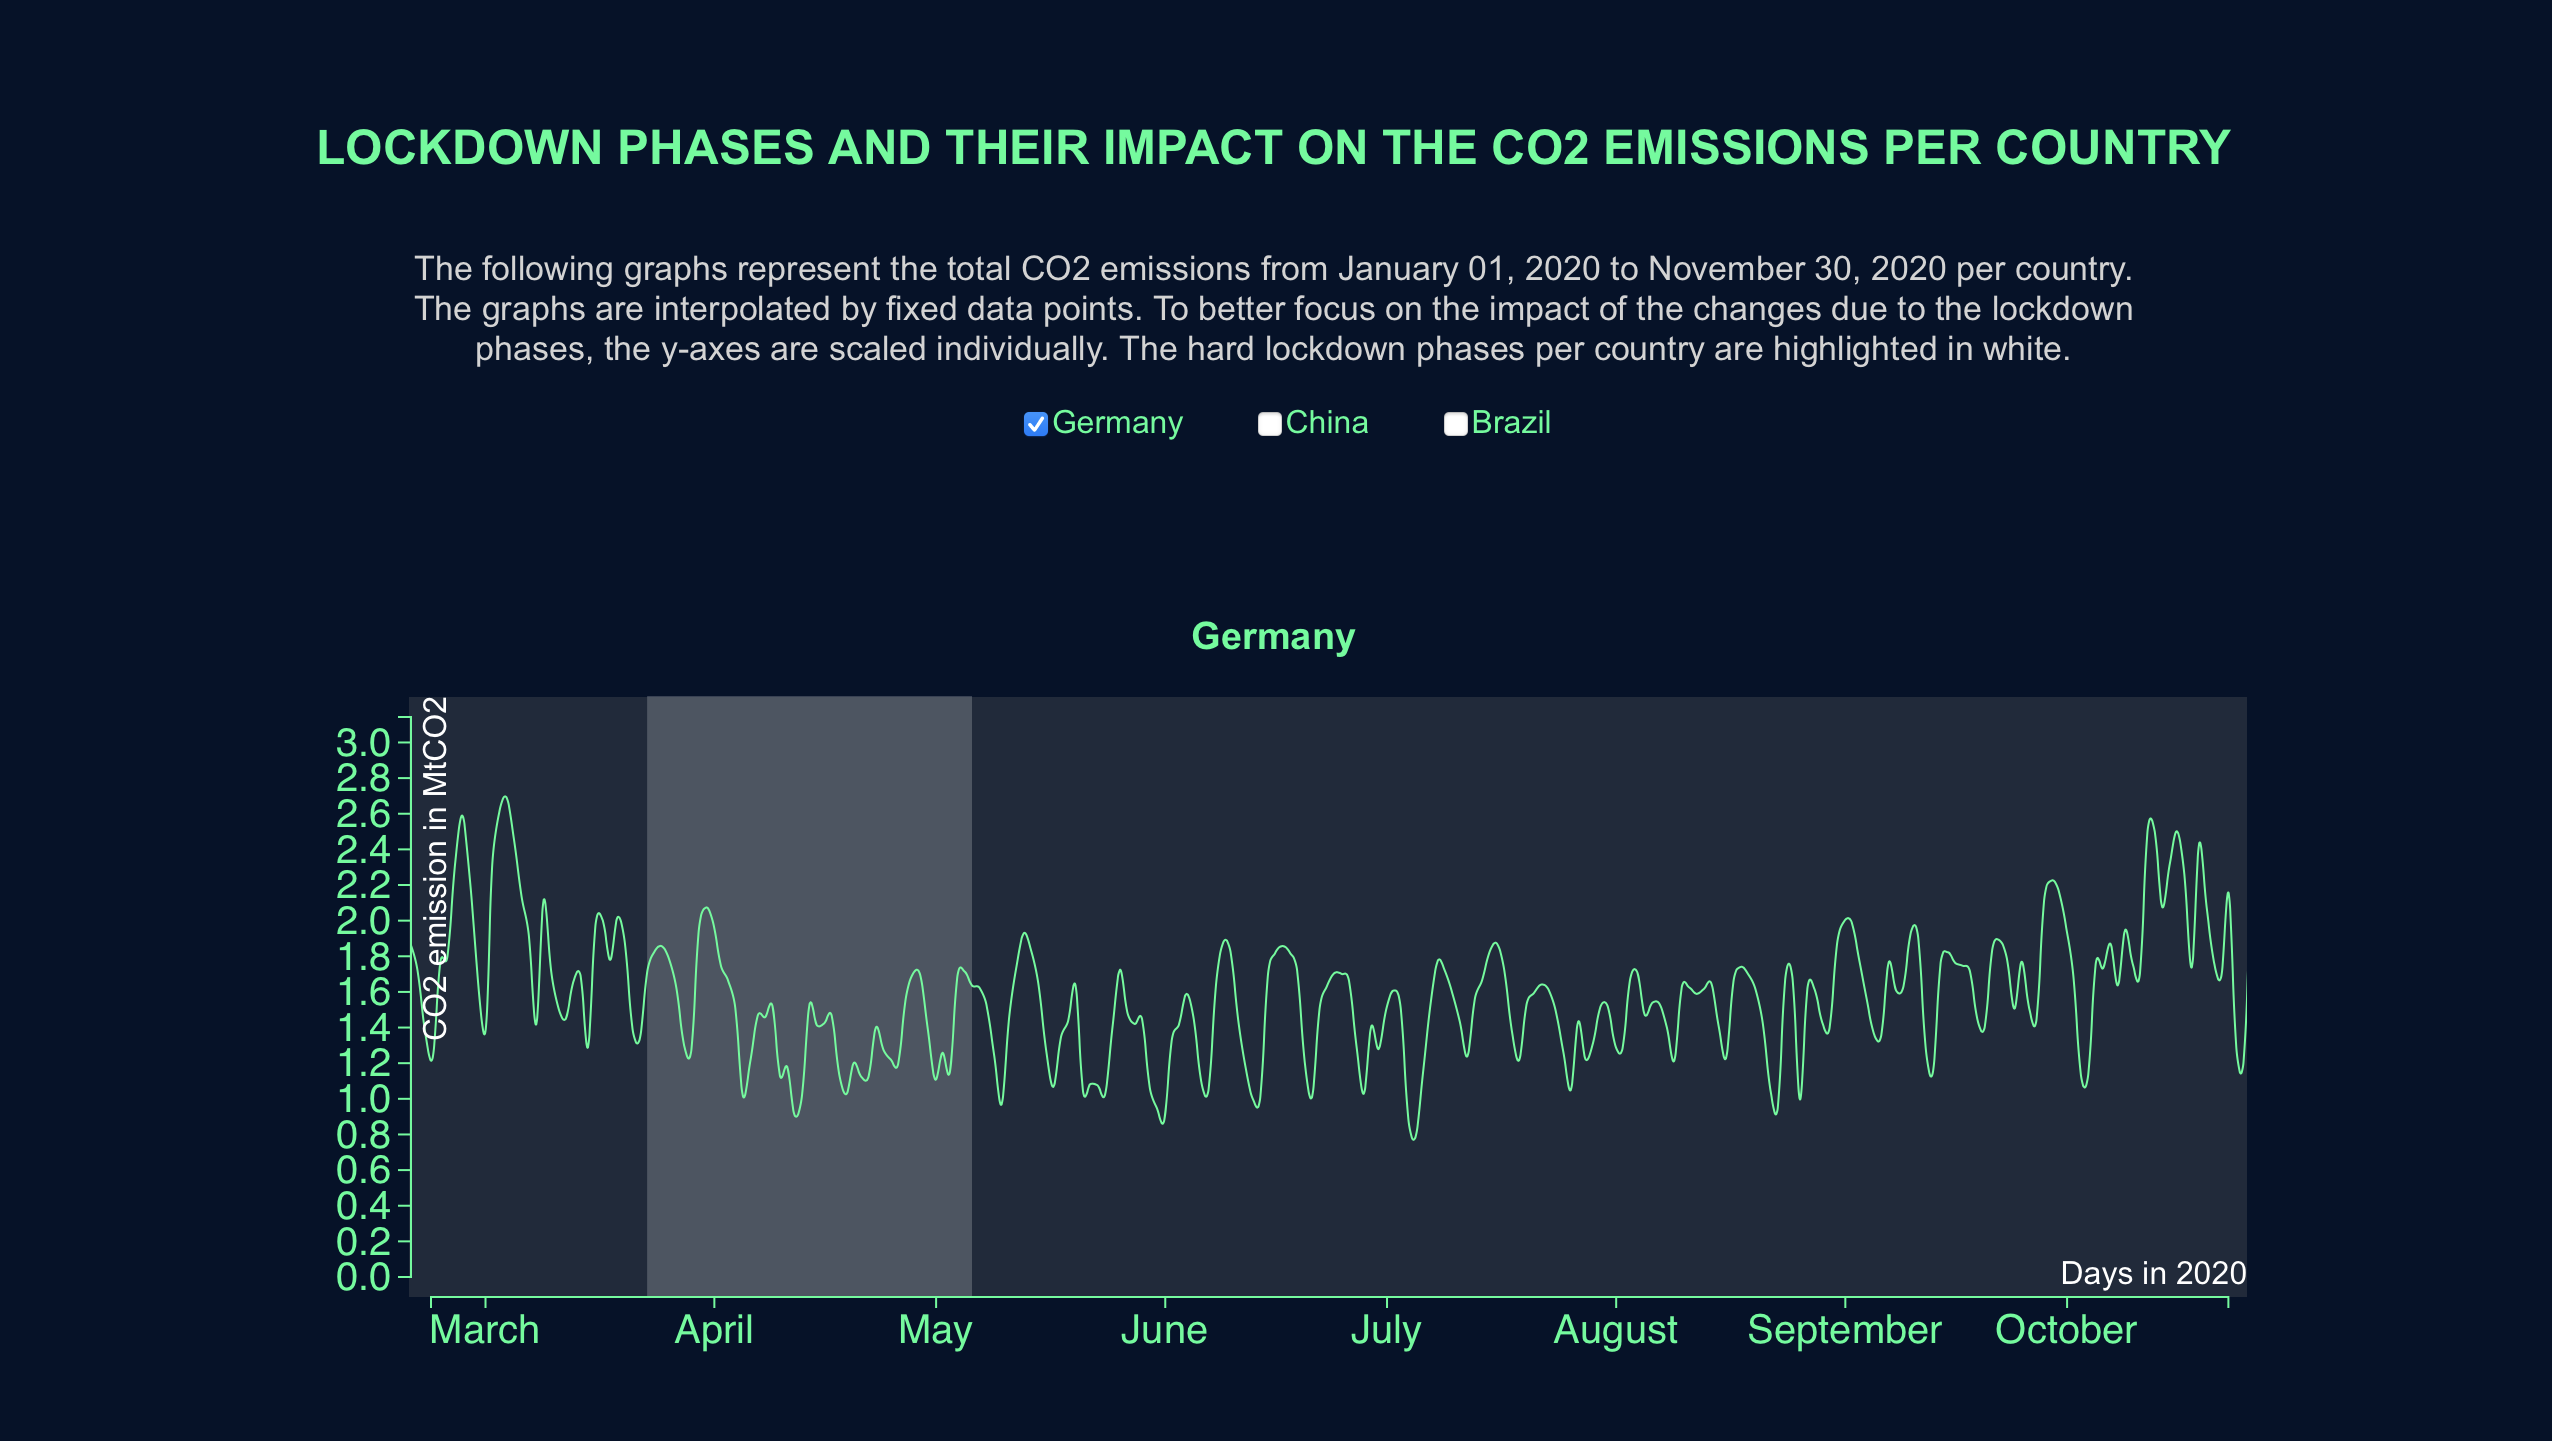 LOCKDOWN PHASES AND THEIR IMPACT ON THE CO2 EMISSIONS PER COUNTRY
The following graphs represent the total CO2 emissions from January 01, 2020 to November 30, 2020 per country.
The graphs are interpolated by fixed data points. To better focus on the impact of the changes due to the lockdown
phases, the y-axes are scaled individually. The hard lockdown phases per country are highlighted in white.
Germany China Brazil
Germany
CO2 emission in MtCO2
3.0
2.8
2.6
2.4
2.2
2.0
1.8
1.6
1.4
1.2
1.0
0.8
0.6
0.4
0.2
0.0
Days in 2020
March April May June July August September October